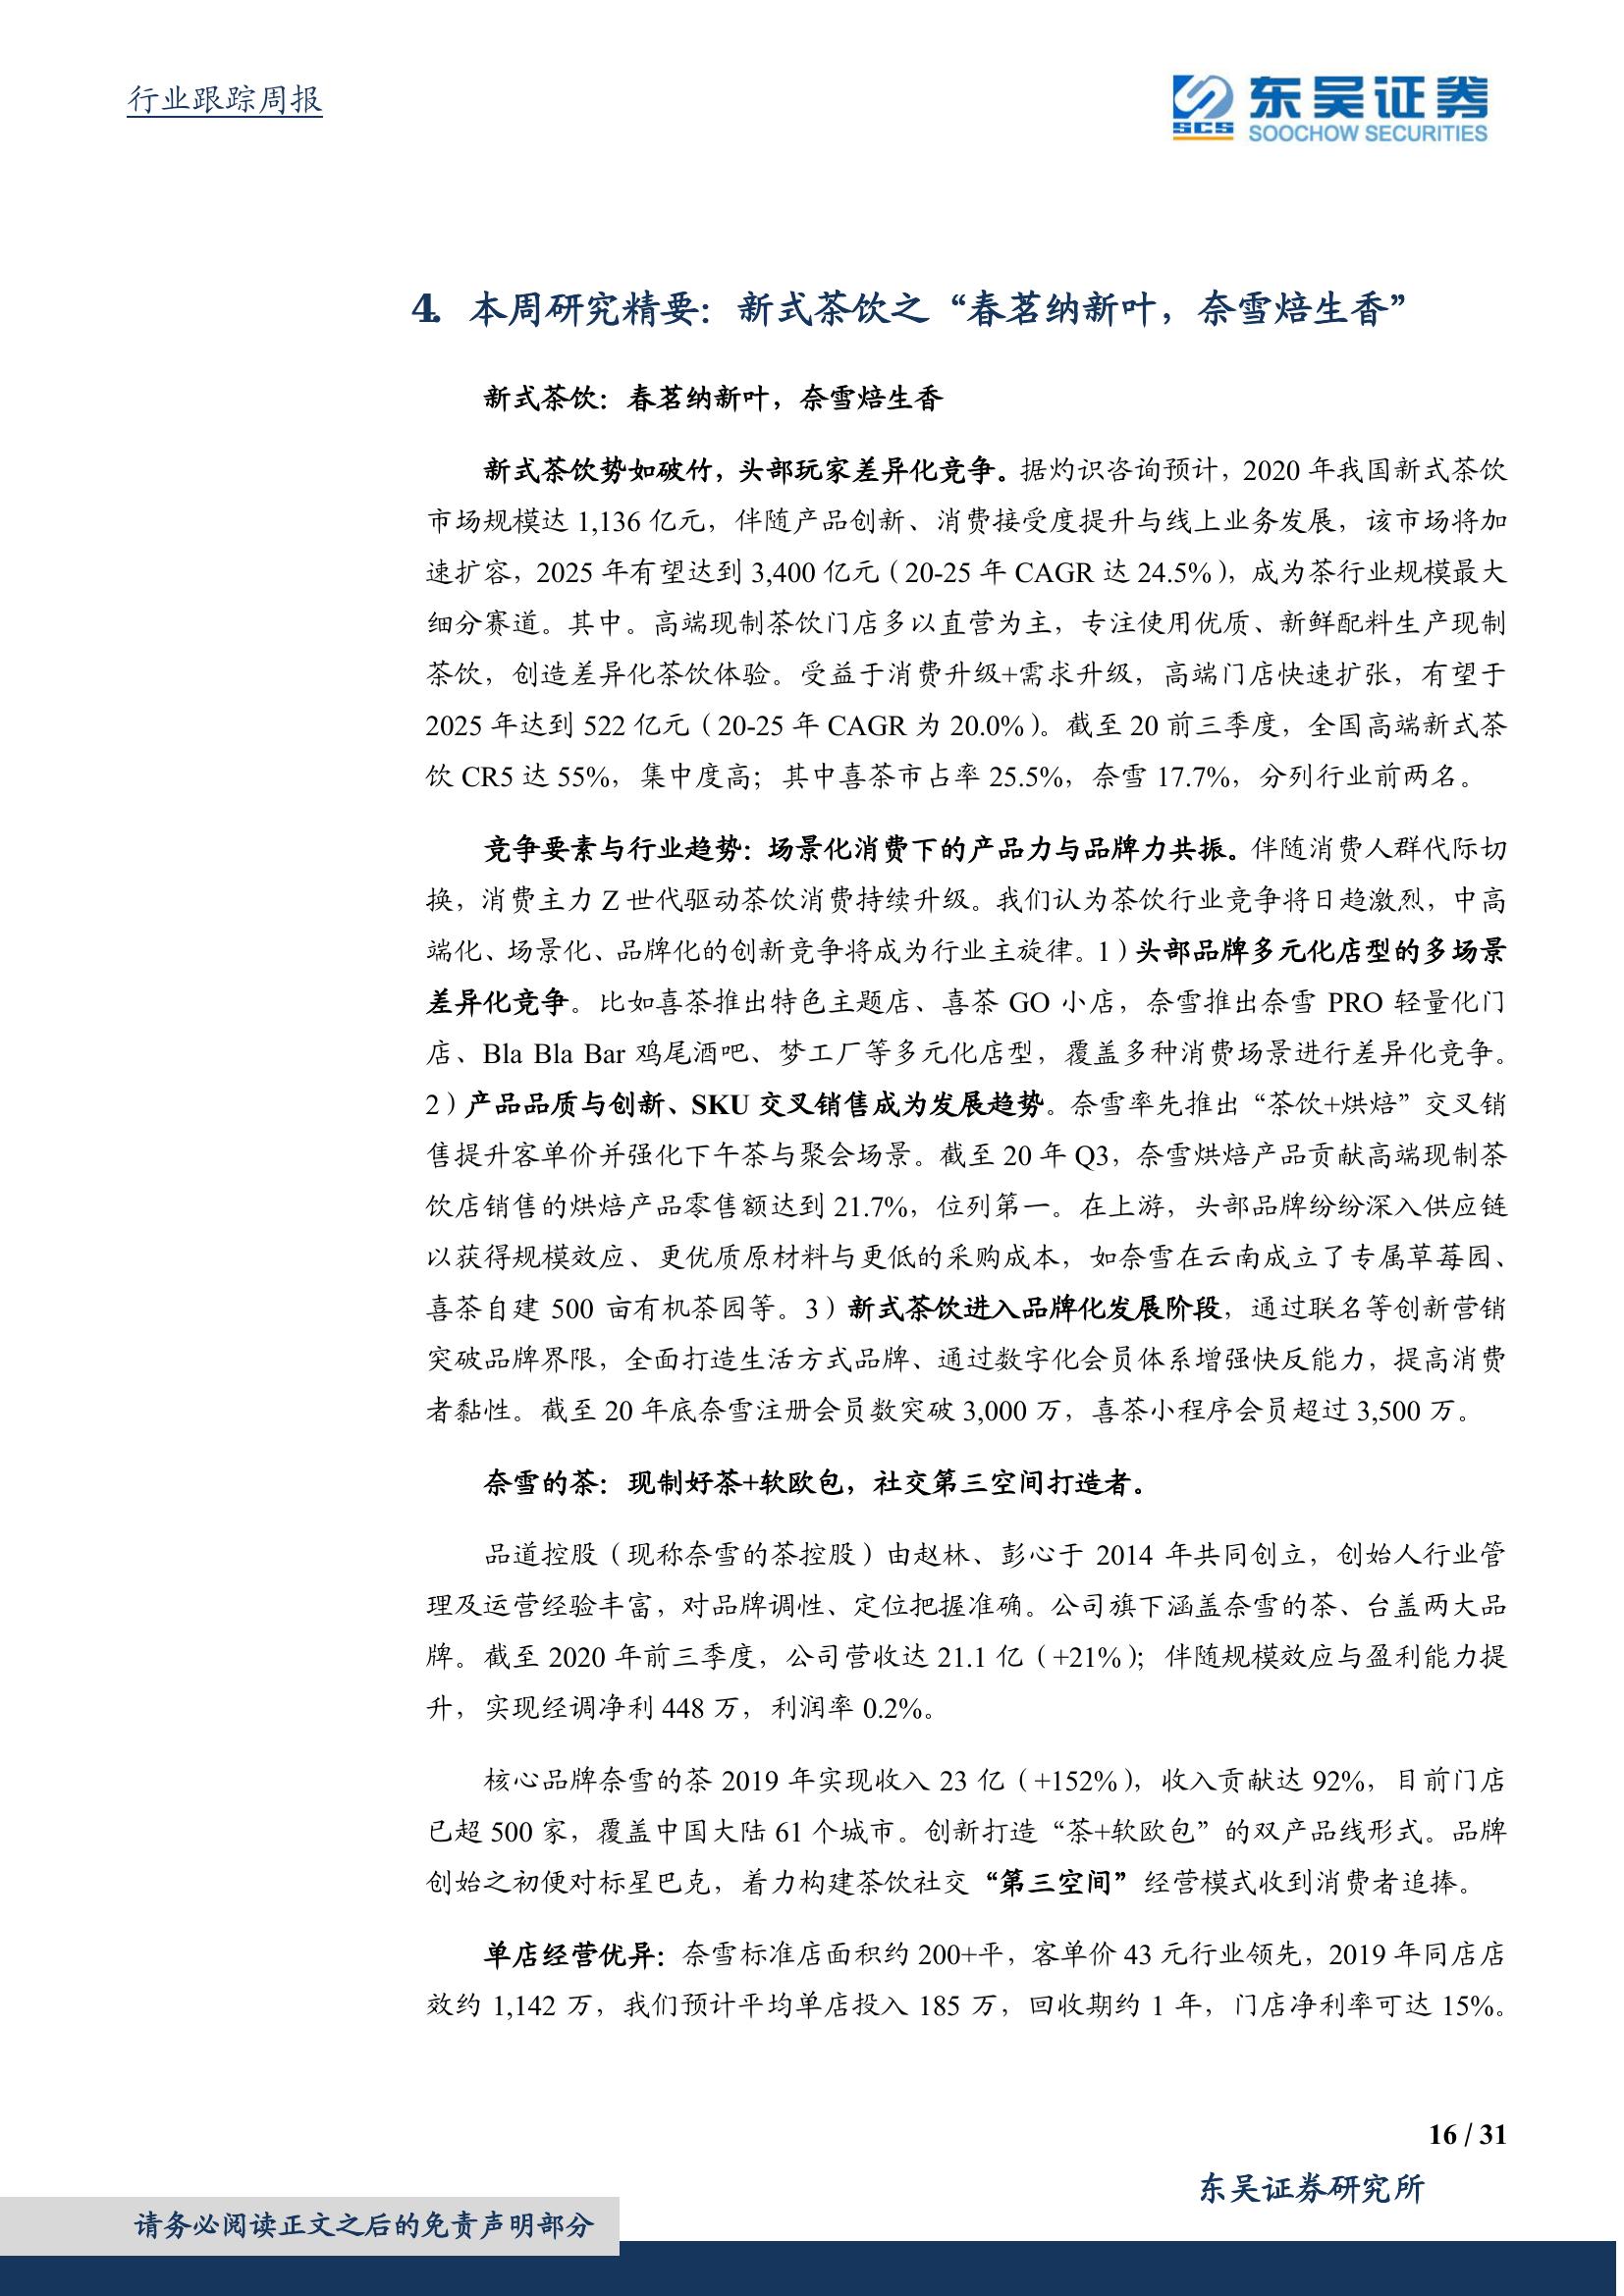 行业跟踪周报
SCS
东吴证券
SOOCHOW SECURITIES
4. 本周研究精要：新式茶饮之“春茗纳新叶，奈雪焙生香”
新式茶饮：春茗纳新叶，奈雪焙生香
新式茶饮势如破竹，头部玩家差异化竞争。据灼识咨询预计，2020 年我国新式茶饮
市场规模达 1,136 亿元，伴随产品创新、消费接受度提升与线上业务发展，该市场将加
速扩容，2025 年有望达到 3,400 亿元（20-25 年 CAGR 达 24.5%），成为茶行业规模最大
细分赛道。其中。高端现制茶饮门店多以直营为主，专注使用优质、新鲜配料生产现制
茶饮，创造差异化茶饮体验。受益于消费升级+需求升级，高端门店快速扩张，有望于
2025 年达到 522 亿元（20-25 年 CAGR 为 20.0%）。截至 20 前三季度，全国高端新式茶
饮 CR5 达 55%，集中度高；其中喜茶市占率 25.5%，奈雪 17.7%，分列行业前两名。
竞争要素与行业趋势：场景化消费下的产品力与品牌力共振。伴随消费人群代际切
换，消费主力 Z 世代驱动茶饮消费持续升级。我们认为茶饮行业竞争将日趋激烈，中高
端化、场景化、品牌化的创新竞争将成为行业主旋律。1）头部品牌多元化店型的多场景
差异化竞争。比如喜茶推出特色主题店、喜茶 GO 小店，奈雪推出奈雪 PRO 轻量化门
店、Bla Bla Bar 鸡尾酒吧、梦工厂等多元化店型，覆盖多种消费场景进行差异化竞争。
2）产品品质与创新、SKU 交叉销售成为发展趋势。奈雪率先推出“茶饮+烘焙”交叉销
售提升客单价并强化下午茶与聚会场景。截至 20 年 Q3，奈雪烘焙产品贡献高端现制茶
饮店销售的烘焙产品零售额达到 21.7%，位列第一。在上游，头部品牌纷纷深入供应链
以获得规模效应、更优质原材料与更低的采购成本，如奈雪在云南成立了专属草莓园、
喜茶自建 500 亩有机茶园等。3）新式茶饮进入品牌化发展阶段，通过联名等创新营销
突破品牌界限，全面打造生活方式品牌、通过数字化会员体系增强快反能力，提高消费
者黏性。截至 20 年底奈雪注册会员数突破 3,000 万，喜茶小程序会员超过 3,500 万。
奈雪的茶：现制好茶+软欧包，社交第三空间打造者。
品道控股（现称奈雪的茶控股）由赵林、彭心于 2014 年共同创立，创始人行业管
理及运营经验丰富，对品牌调性、定位把握准确。公司旗下涵盖奈雪的茶、台盖两大品
牌。截至 2020 年前三季度，公司营收达 21.1 亿（+21%）；伴随规模效应与盈利能力提
升，实现经调净利 448 万，利润率 0.2%。
核心品牌奈雪的茶 2019 年实现收入 23 亿（+152%），收入贡献达 92%，目前门店
已超 500 家，覆盖中国大陆 61 个城市。创新打造“茶+软欧包”的双产品线形式。品牌
创始之初便对标星巴克，着力构建茶饮社交“第三空间”经营模式收到消费者追捧。
单店经营优异：奈雪标准店面积约 200+平，客单价 43 元行业领先，2019 年同店店
效约 1,142 万，我们预计平均单店投入 185 万，回收期约 1 年，门店净利率可达 15%。
16 / 31
东吴证券研究所
请务必阅读正文之后的免责声明部分